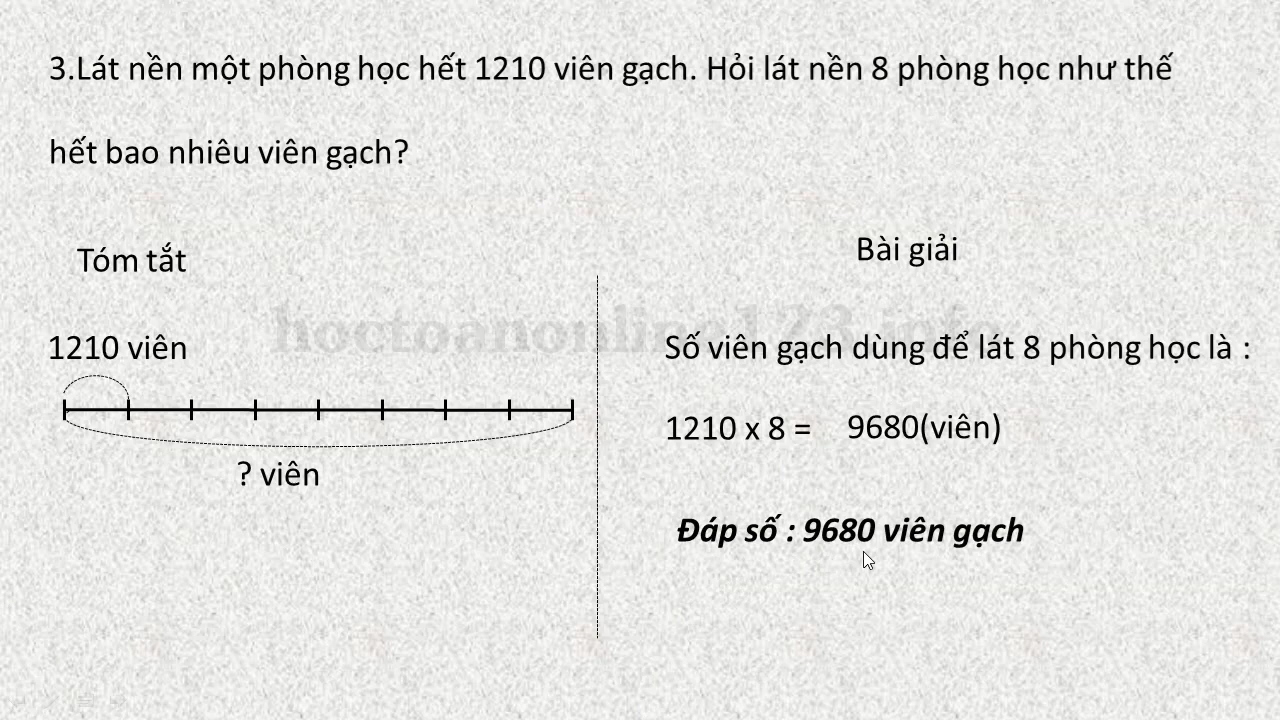 3.Lát nền một phòng học hết 1210 viên gạch. Hỏi lát nền 8 phòng học như thế
hết bao nhiêu viên gạch?
Tóm tắt
Bài giải
hoctoanonline123.info
1210 viên
Số viên gạch dùng để lát 8 phòng học là :
1210 x 8 = 9680(viên)
? viên
Đáp số : 9680 viên gạch